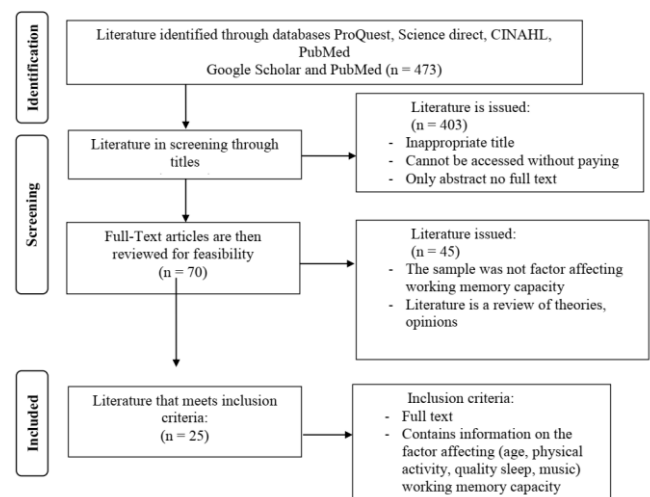 Identification
Literature identified through databases ProQuest, Science direct, CINAHL,
PubMed
Google Scholar and PubMed (n = 473)
Screening
Literature in screening through
titles
Literature is issued:
(n = 403)
- Inappropriate title
- Cannot be accessed without paying
- Only abstract no full text
Full-Text articles are then
reviewed for feasibility
(n = 70)
Literature issued:
(n = 45)
- The sample was not factor affecting
working memory capacity
- Literature is a review of theories,
opinions
Included
Literature that meets inclusion
criteria:
(n = 25)
Inclusion criteria:
- Full text
- Contains information on the
factor affecting (age, physical
activity, quality sleep, music)
working memory capacity